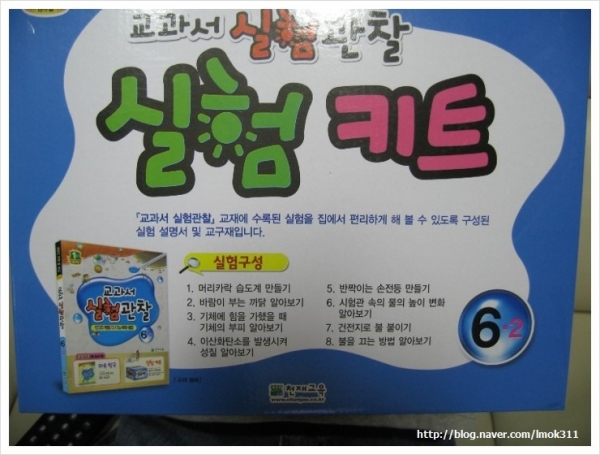 교과서 실험관찰
실험 키트
「교과서 실험관찰」 교재에 수록된 실험을 집에서 편리하게 해 볼 수 있도록 구성된
실험 설명서 및 교구재입니다.
실험구성
1. 머리카락 습도계 만들기
2. 바람이 부는 까닭 알아보기
3. 기체에 힘을 가했을 때
기체의 부피 알아보기
4. 이산화탄소를 발생시켜
성질 알아보기
5. 반짝이는 손전등 만들기
6. 시험관 속의 물의 높이 변화
알아보기
7. 건전지로 불 붙이기
8. 불을 끄는 방법 알아보기
6-2
교과서
실험관찰
6
천재교육
http://blog.naver.com/lmok311